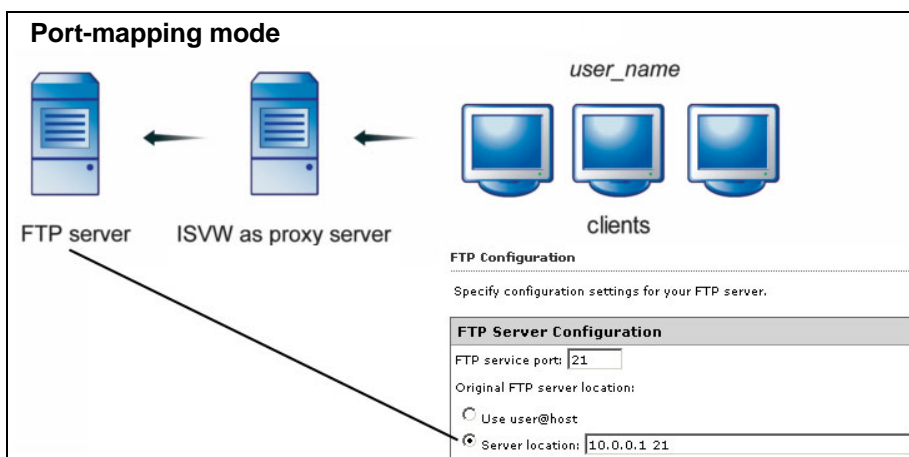 Port-mapping mode
user_name
FTP server
ISVW as proxy server
clients
FTP Configuration
Specify configuration settings for your FTP server.
FTP Server Configuration
FTP service port: 21
Original FTP server location:
Use user@host
Server location: 10.0.0.1 21